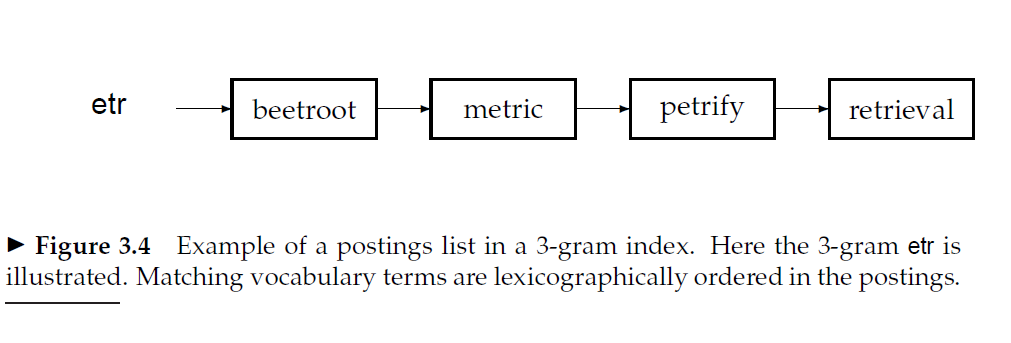 etr beetroot metric petrify retrieval
► Figure 3.4 Example of a postings list in a 3-gram index. Here the 3-gram etr is
illustrated. Matching vocabulary terms are lexicographically ordered in the postings.